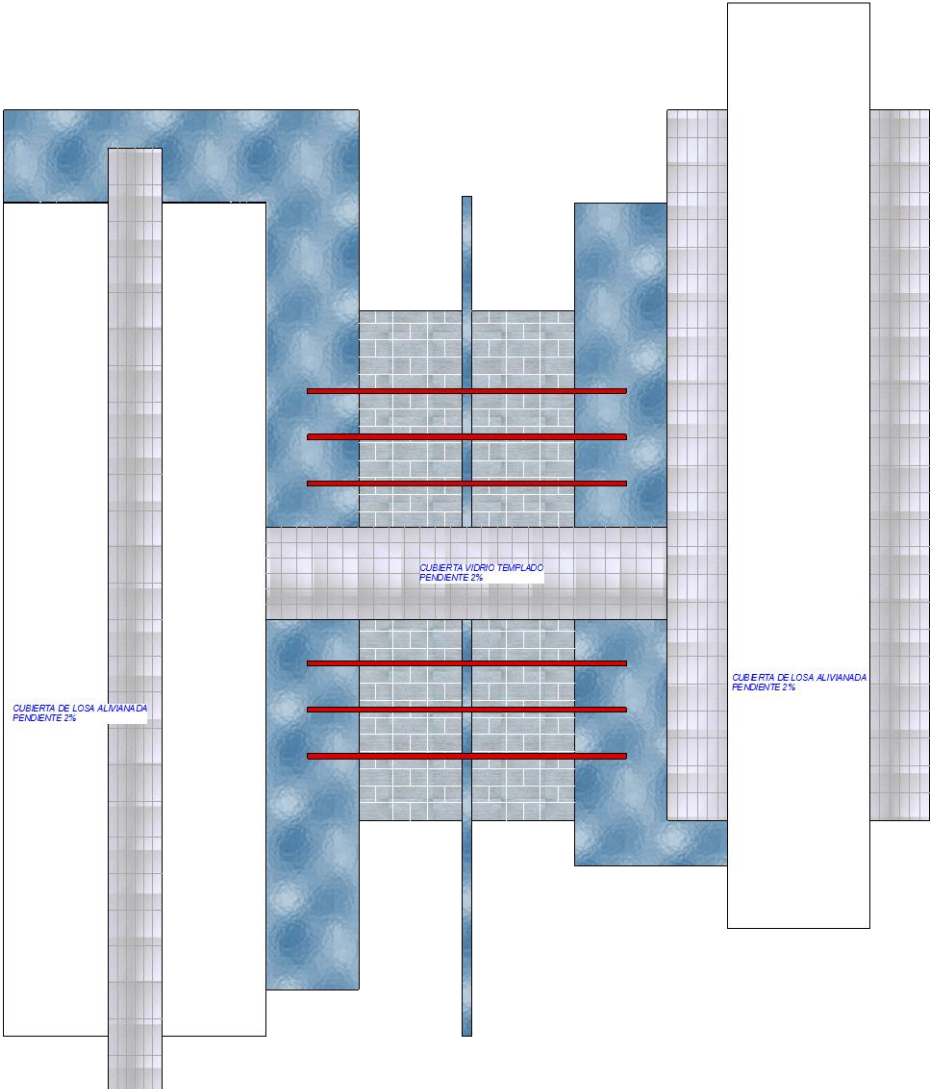 CUBIERTA VIDRIO TEMPLADO
PENDIENTE 2%
CUBIERTA DE LOSA ALIVIANADA
PENDIENTE 2%
CUBIERTA DE LOSA ALIVIANADA
PENDIENTE 2%